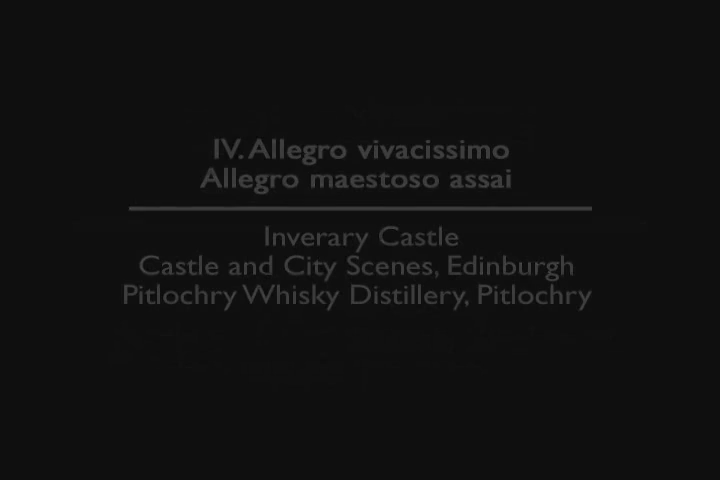 IV. Allegro vivacissimo
Allegro maestoso assai
Inverary Castle
Castle and City Scenes, Edinburgh
Pitlochry Whisky Distillery, Pitlochry